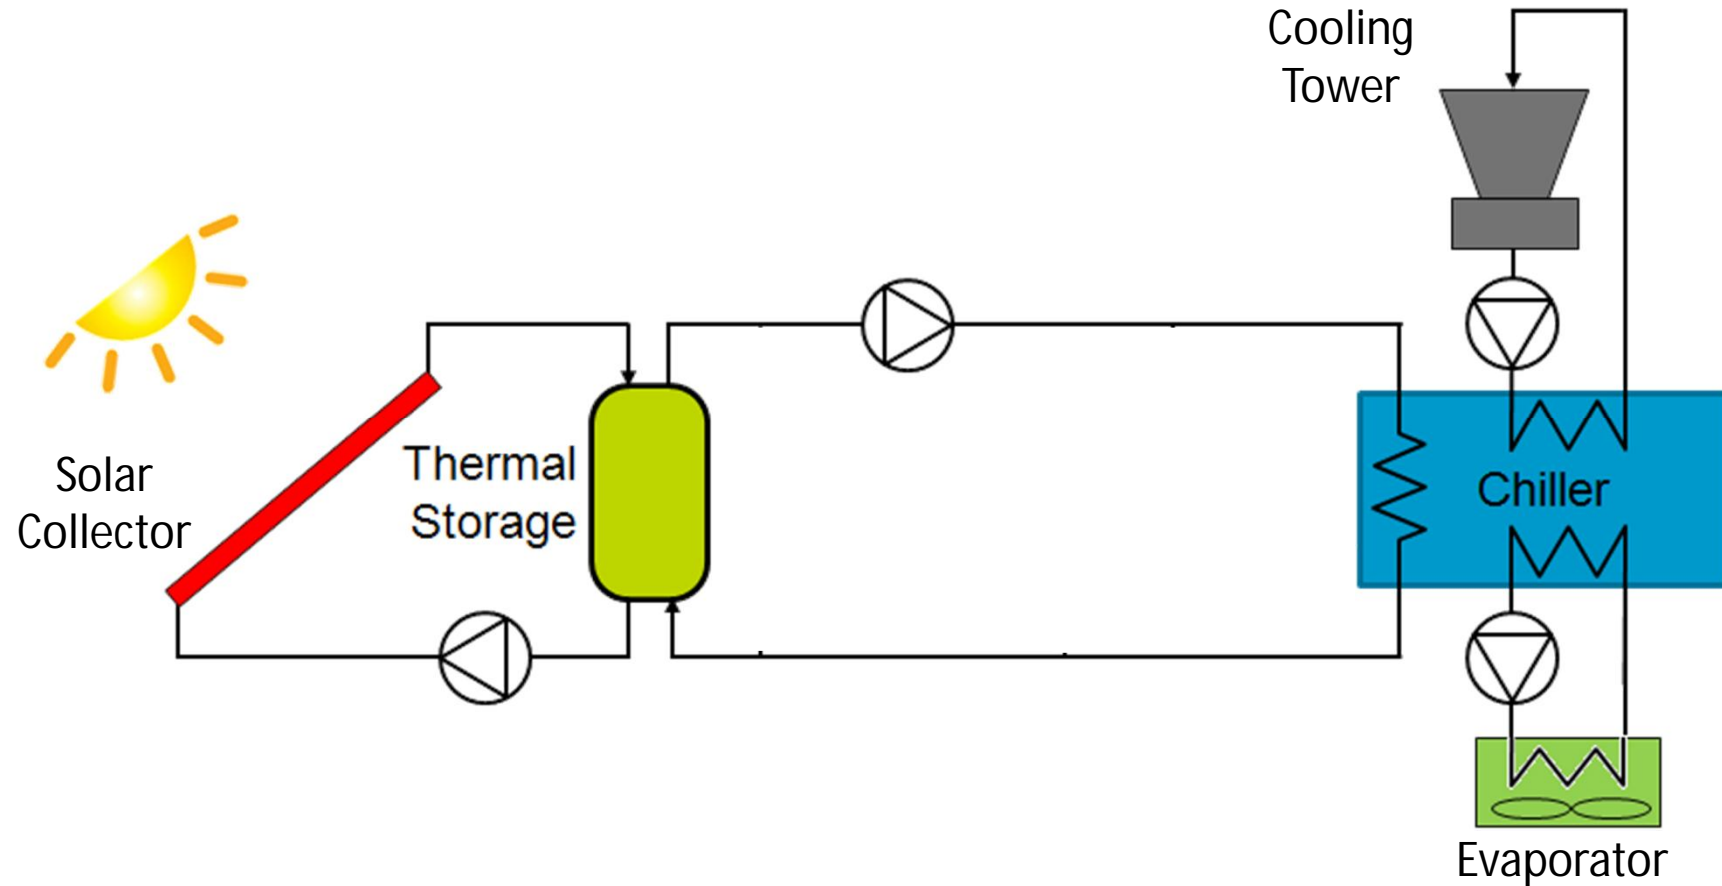 Cooling
Tower
Solar
Collector
Thermal
Storage
Chiller
Evaporator